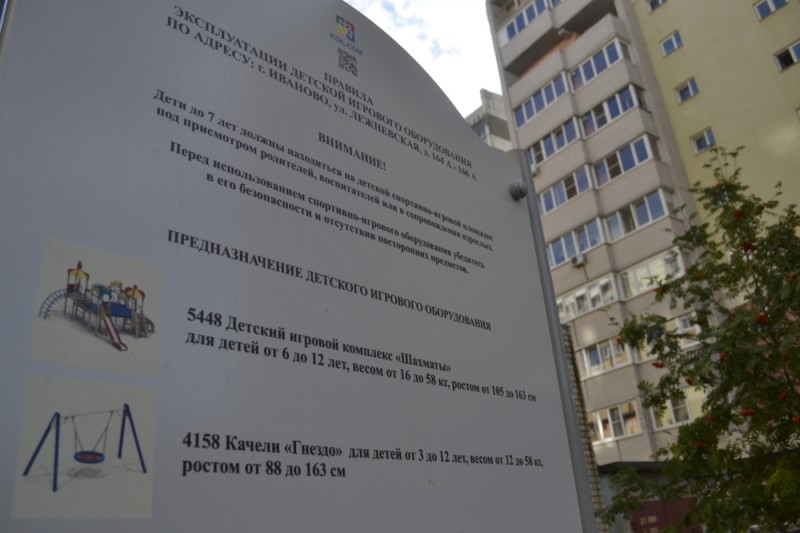 KSIL.COM
ПРАВИЛА
ЭКСПЛУАТАЦИИ ДЕТСКОЙ ИГРОВОГО ОБОРУДОВАНИЯ
ПО АДРЕСУ: г. ИВАНОВО, ул. ЛЕЖНЕВСКАЯ, д. 164 А - 166 А
ВНИМАНИЕ!
Дети до 7 лет должны находиться на детской спортивно-игровой площадке
под присмотром родителей, воспитателей или в сопровождении взрослых.
Перед использованием спортивно-игрового оборудования убедитесь
в его безопасности и отсутствии посторонних предметов.
ПРЕДНАЗНАЧЕНИЕ ДЕТСКОГО ИГРОВОГО ОБОРУДОВАНИЯ
5448 Детский игровой комплекс «Шахматы»
для детей от 6 до 12 лет, весом от 16 до 58 кг, ростом от 105 до 163 см
4158 Качели «Гнездо» для детей от 3 до 12 лет, весом от 12 до 58 кг,
ростом от 88 до 163 см